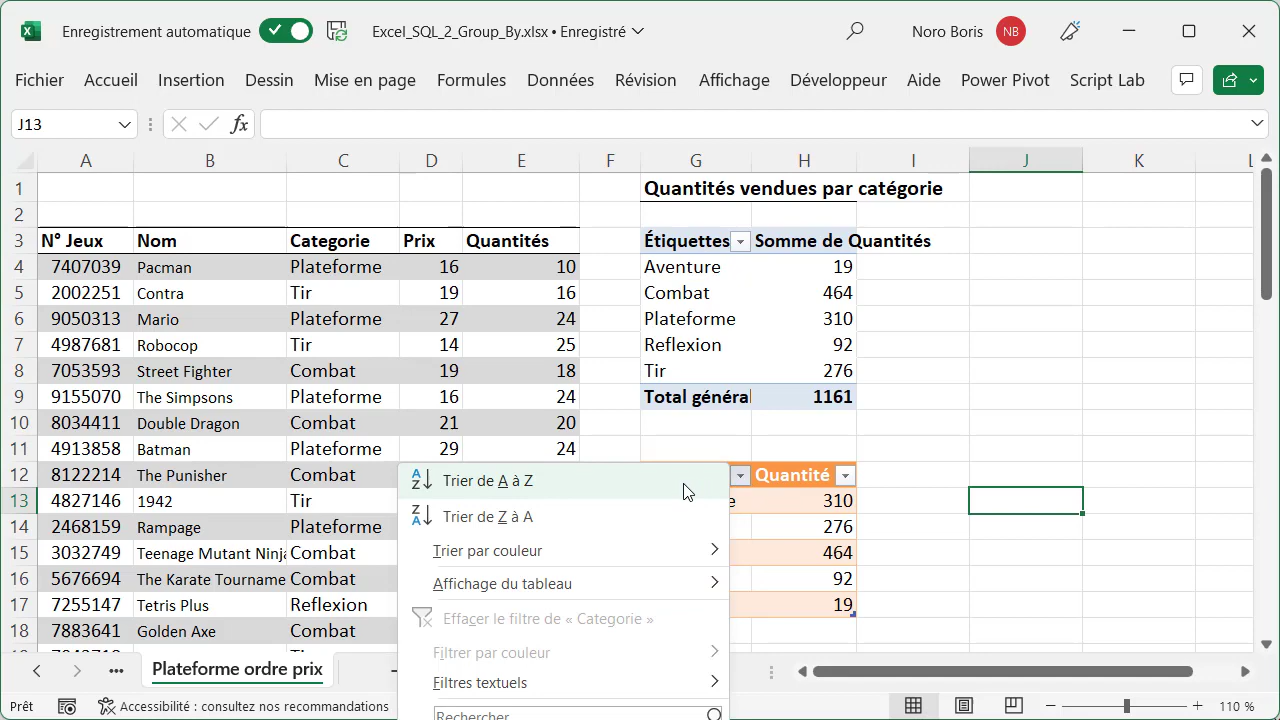 Enregistrement automatique
Excel_SQL_2_Group_By.xlsx • Enregistré
Noro Boris
NB
Fichier Accueil Insertion Dessin Mise en page Formules Données Révision Affichage Développeur Aide Power Pivot Script Lab
J13
fx
A B C D E F G H I J K L
1 Quantités vendues par catégorie
2
3 N° Jeux Nom Categorie Prix Quantités Étiquettes Somme de Quantités
4 7407039 Pacman Plateforme 16 10 Aventure 19
5 2002251 Contra Tir 19 16 Combat 464
6 9050313 Mario Plateforme 27 24 Plateforme 310
7 4987681 Robocop Tir 14 25 Reflexion 92
8 7053593 Street Fighter Combat 19 18 Tir 276
9 9155070 The Simpsons Plateforme 16 24 Total général 1161
10 8034411 Double Dragon Combat 21 20
11 4913858 Batman Plateforme 29 24
12 8122214 The Punisher Combat Quantité
13 4827146 1942 Tir e 310
14 2468159 Rampage Plateforme 276
15 3032749 Teenage Mutant Ninja Combat 464
16 5676694 The Karate Tourname Combat 92
17 7255147 Tetris Plus Reflexion 19
18 7883641 Golden Axe Combat
Trier de A à Z
Trier de Z à A
Trier par couleur
Affichage du tableau
Effacer le filtre de « Categorie »
Filtrer par couleur
Filtres textuels
Rechercher
Plateforme ordre prix
Prêt
Accessibilité : consultez nos recommandations
110 %